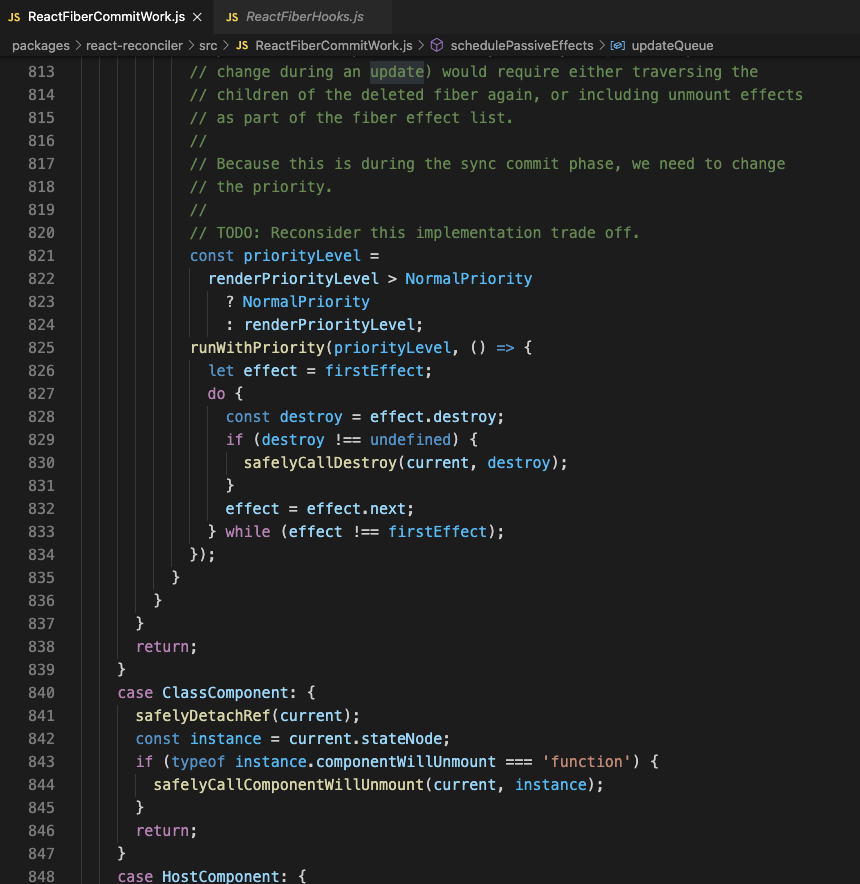 JS ReactFiberCommitWork.js × JS ReactFiberHooks.js
packages > react-reconciler > src > JS ReactFiberCommitWork.js > schedulePassiveEffects > updateQueue
813 // change during an update) would require either traversing the
814 // children of the deleted fiber again, or including unmount effects
815 // as part of the fiber effect list.
816 //
817 // Because this is during the sync commit phase, we need to change
818 // the priority.
819 //
820 // TODO: Reconsider this implementation trade off.
821 const priorityLevel =
822 renderPriorityLevel > NormalPriority
823 ? NormalPriority
824 : renderPriorityLevel;
825 runWithPriority(priorityLevel, () => {
826 let effect = firstEffect;
827 do {
828 const destroy = effect.destroy;
829 if (destroy !== undefined) {
830 safelyCallDestroy(current, destroy);
831 }
832 effect = effect.next;
833 } while (effect !== firstEffect);
834 });
835 }
836 }
837 }
838 return;
839 }
840 case ClassComponent: {
841 safelyDetachRef(current);
842 const instance = current.stateNode;
843 if (typeof instance.componentWillUnmount === 'function') {
844 safelyCallComponentWillUnmount(current, instance);
845 }
846 return;
847 }
848 case HostComponent: {